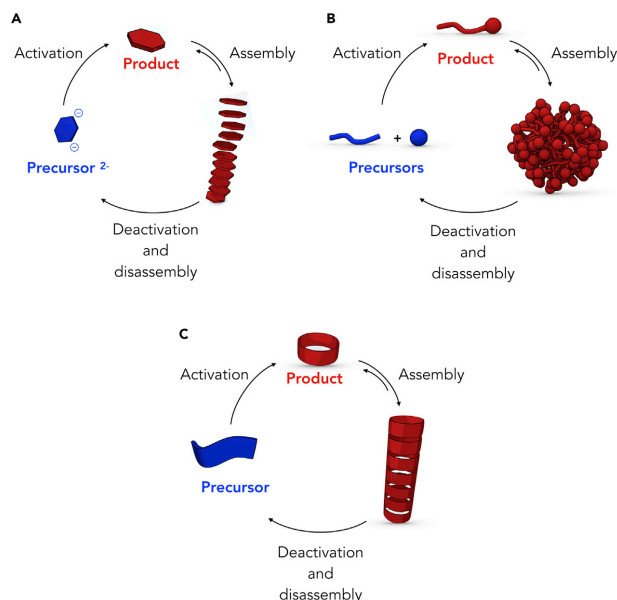 A
Activation
Product
Assembly
Precursor 2-
Deactivation
and
disassembly
B
Activation
Product
Assembly
Precursors
+
Deactivation
and
disassembly
C
Activation
Product
Assembly
Precursor
Deactivation
and
disassembly